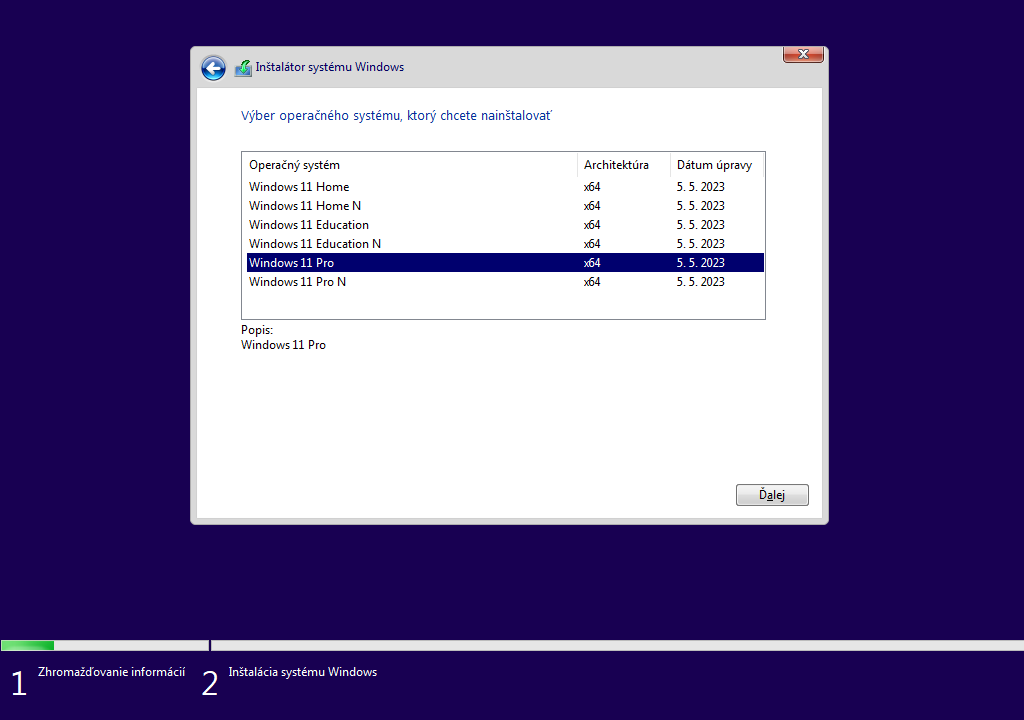 Inštalátor systému Windows
Výber operačného systému, ktorý chcete nainštalovať
Operačný systém Architektúra Dátum úpravy
Windows 11 Home x64 5. 5. 2023
Windows 11 Home N x64 5. 5. 2023
Windows 11 Education x64 5. 5. 2023
Windows 11 Education N x64 5. 5. 2023
Windows 11 Pro x64 5. 5. 2023
Windows 11 Pro N x64 5. 5. 2023
Popis:
Windows 11 Pro
Ďalej
1 Zhromažďovanie informácií 2 Inštalácia systému Windows